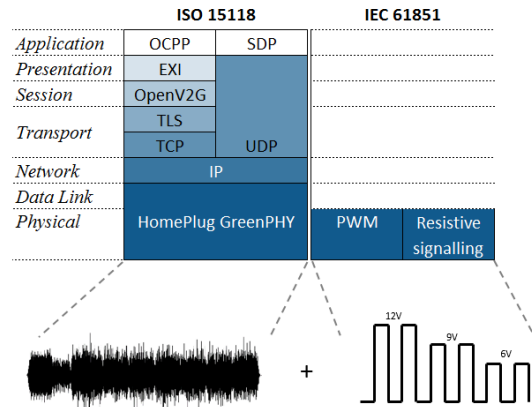 ISO 15118 IEC 61851
Application OCPP SDP
Presentation EXI
Session OpenV2G
Transport TLS
TCP UDP
Network IP
Data Link
Physical HomePlug GreenPHY PWM Resistive
signalling
12V
9V
6V
+